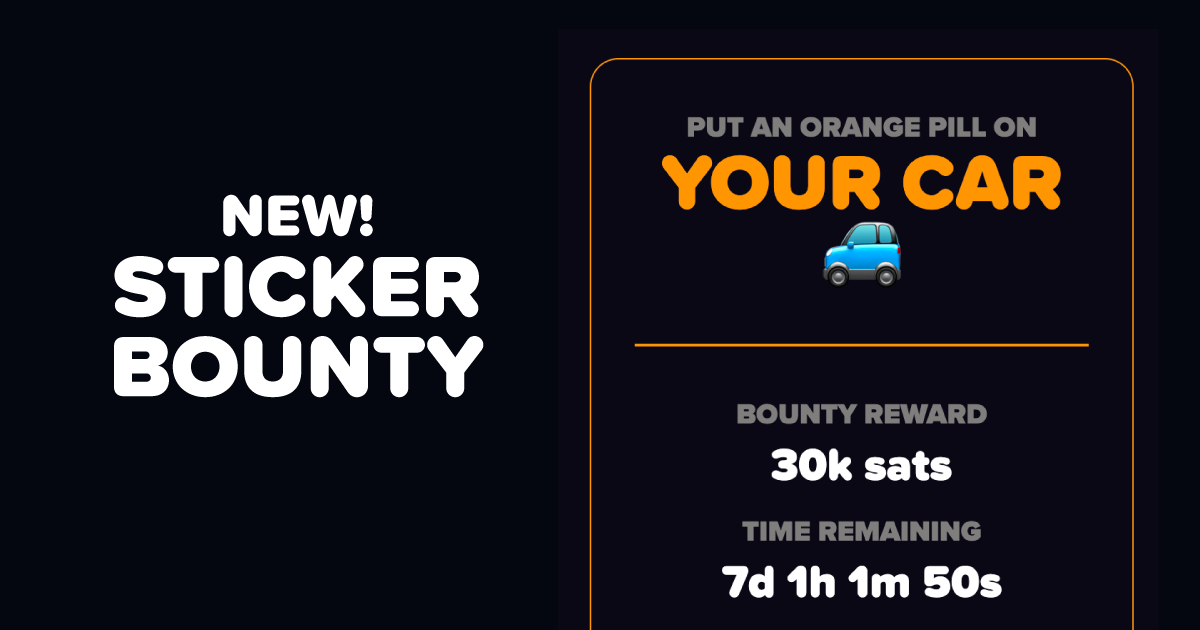 NEW!
STICKER
BOUNTY
PUT AN ORANGE PILL ON
YOUR CAR
BOUNTY REWARD
30k sats
TIME REMAINING
7d 1h 1m 50s